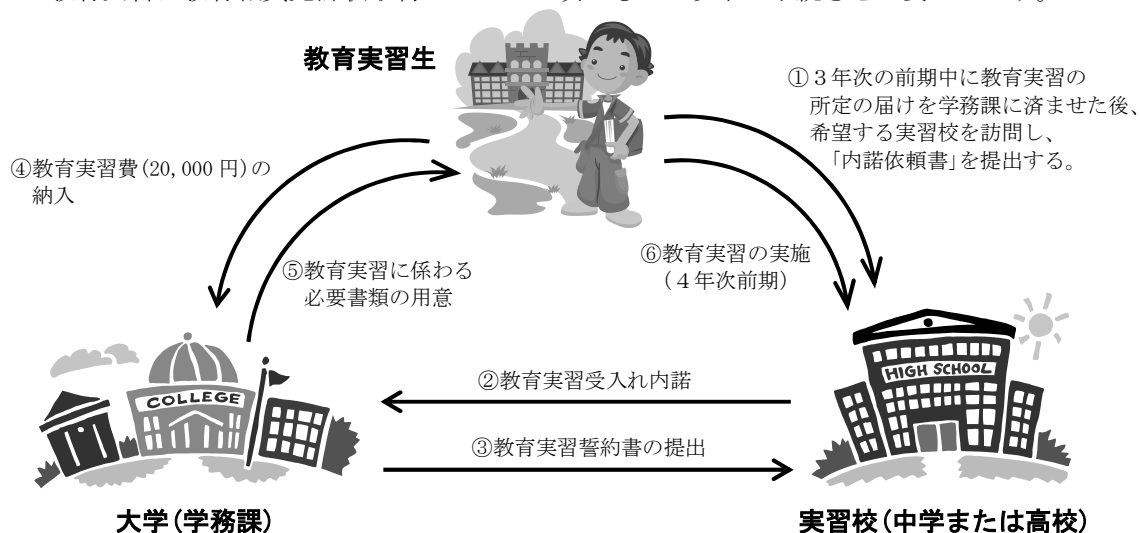 教育実習生
①３年次の前期中に教育実習の
所定の届けを学務課に済ませた後、
希望する実習校を訪問し、
「内諾依頼書」を提出する。
④教育実習費(20,000 円)の
納入
⑤教育実習に係わる
必要書類の用意
⑥教育実習の実施
(４年次前期)
COLLEGE
HIGH SCHOOL
②教育実習受入れ内諾
③教育実習誓約書の提出
大学(学務課)
実習校(中学または高校)